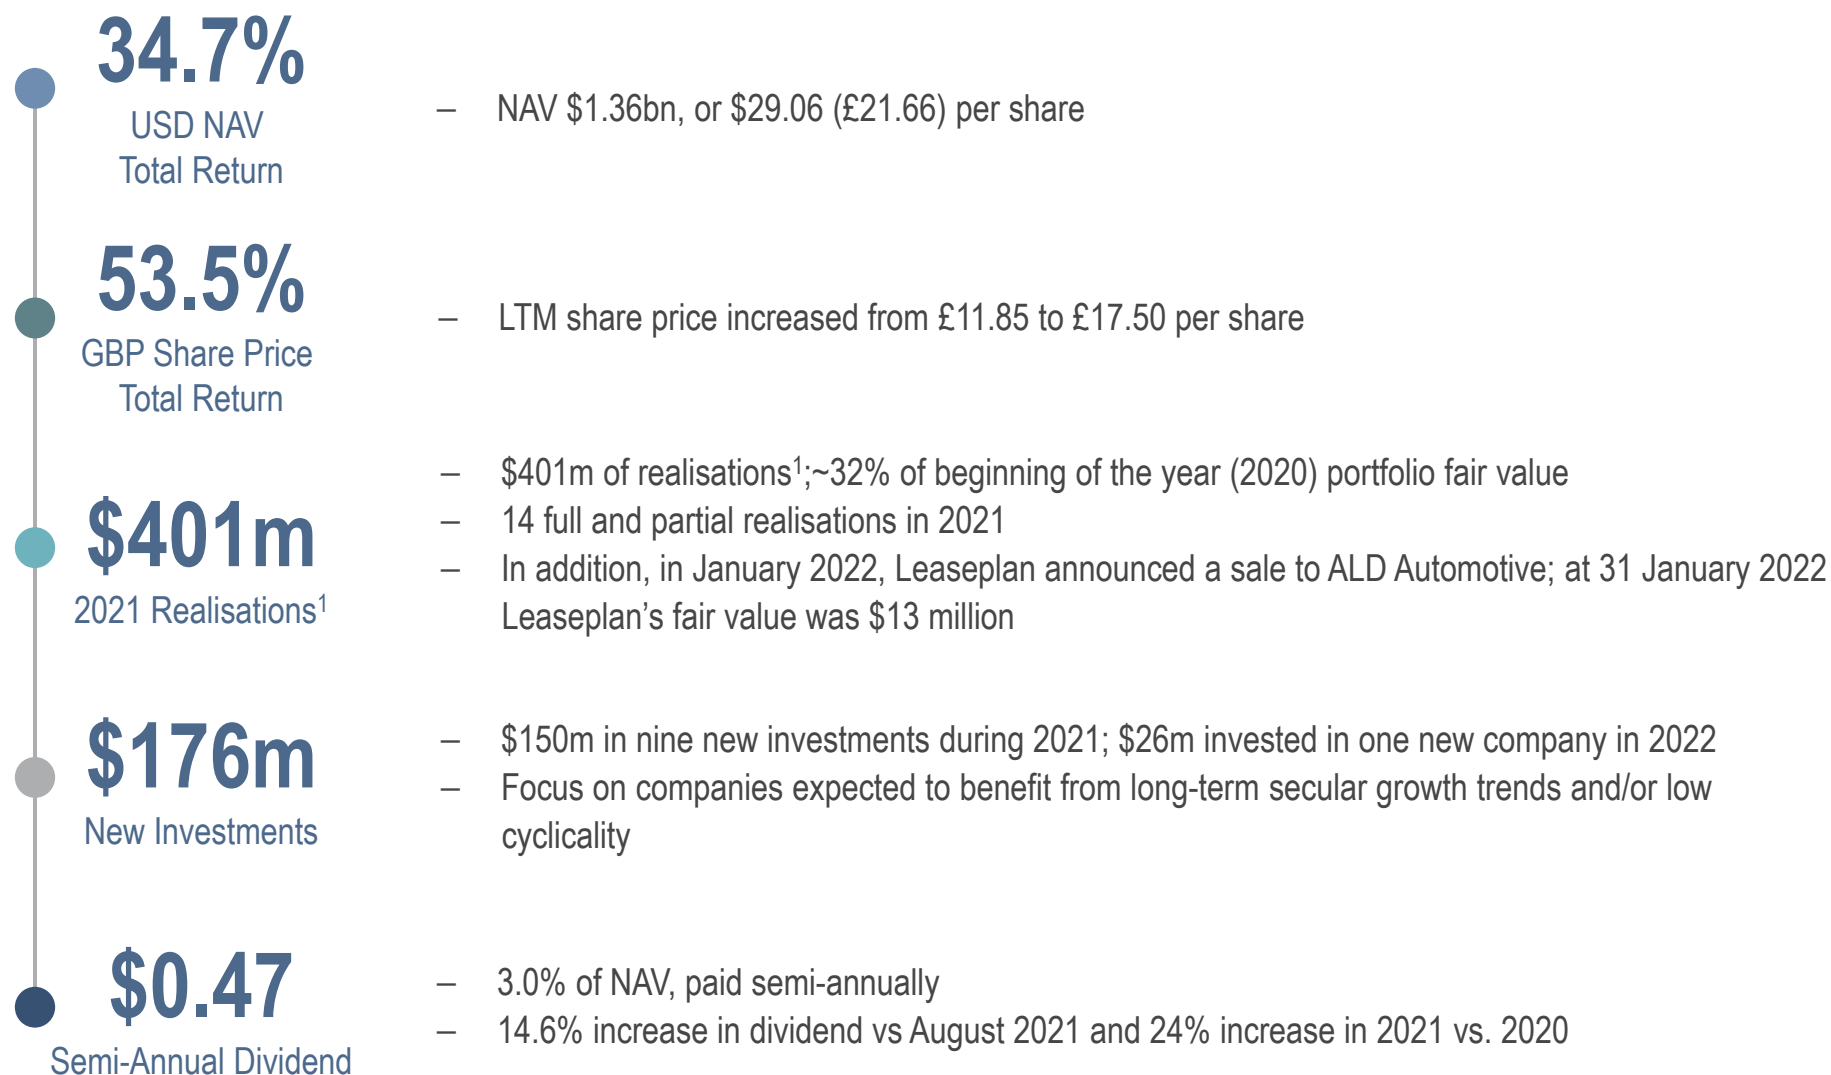 34.7%
USD NAV
Total Return
– NAV $1.36bn, or $29.06 (£21.66) per share
53.5%
GBP Share Price
Total Return
– LTM share price increased from £11.85 to £17.50 per share
$401m
2021 Realisations¹
– $401m of realisations¹;~32% of beginning of the year (2020) portfolio fair value
– 14 full and partial realisations in 2021
– In addition, in January 2022, Leaseplan announced a sale to ALD Automotive; at 31 January 2022
Leaseplan’s fair value was $13 million
$176m
New Investments
– $150m in nine new investments during 2021; $26m invested in one new company in 2022
– Focus on companies expected to benefit from long-term secular growth trends and/or low
cyclicality
$0.47
Semi-Annual Dividend
– 3.0% of NAV, paid semi-annually
– 14.6% increase in dividend vs August 2021 and 24% increase in 2021 vs. 2020